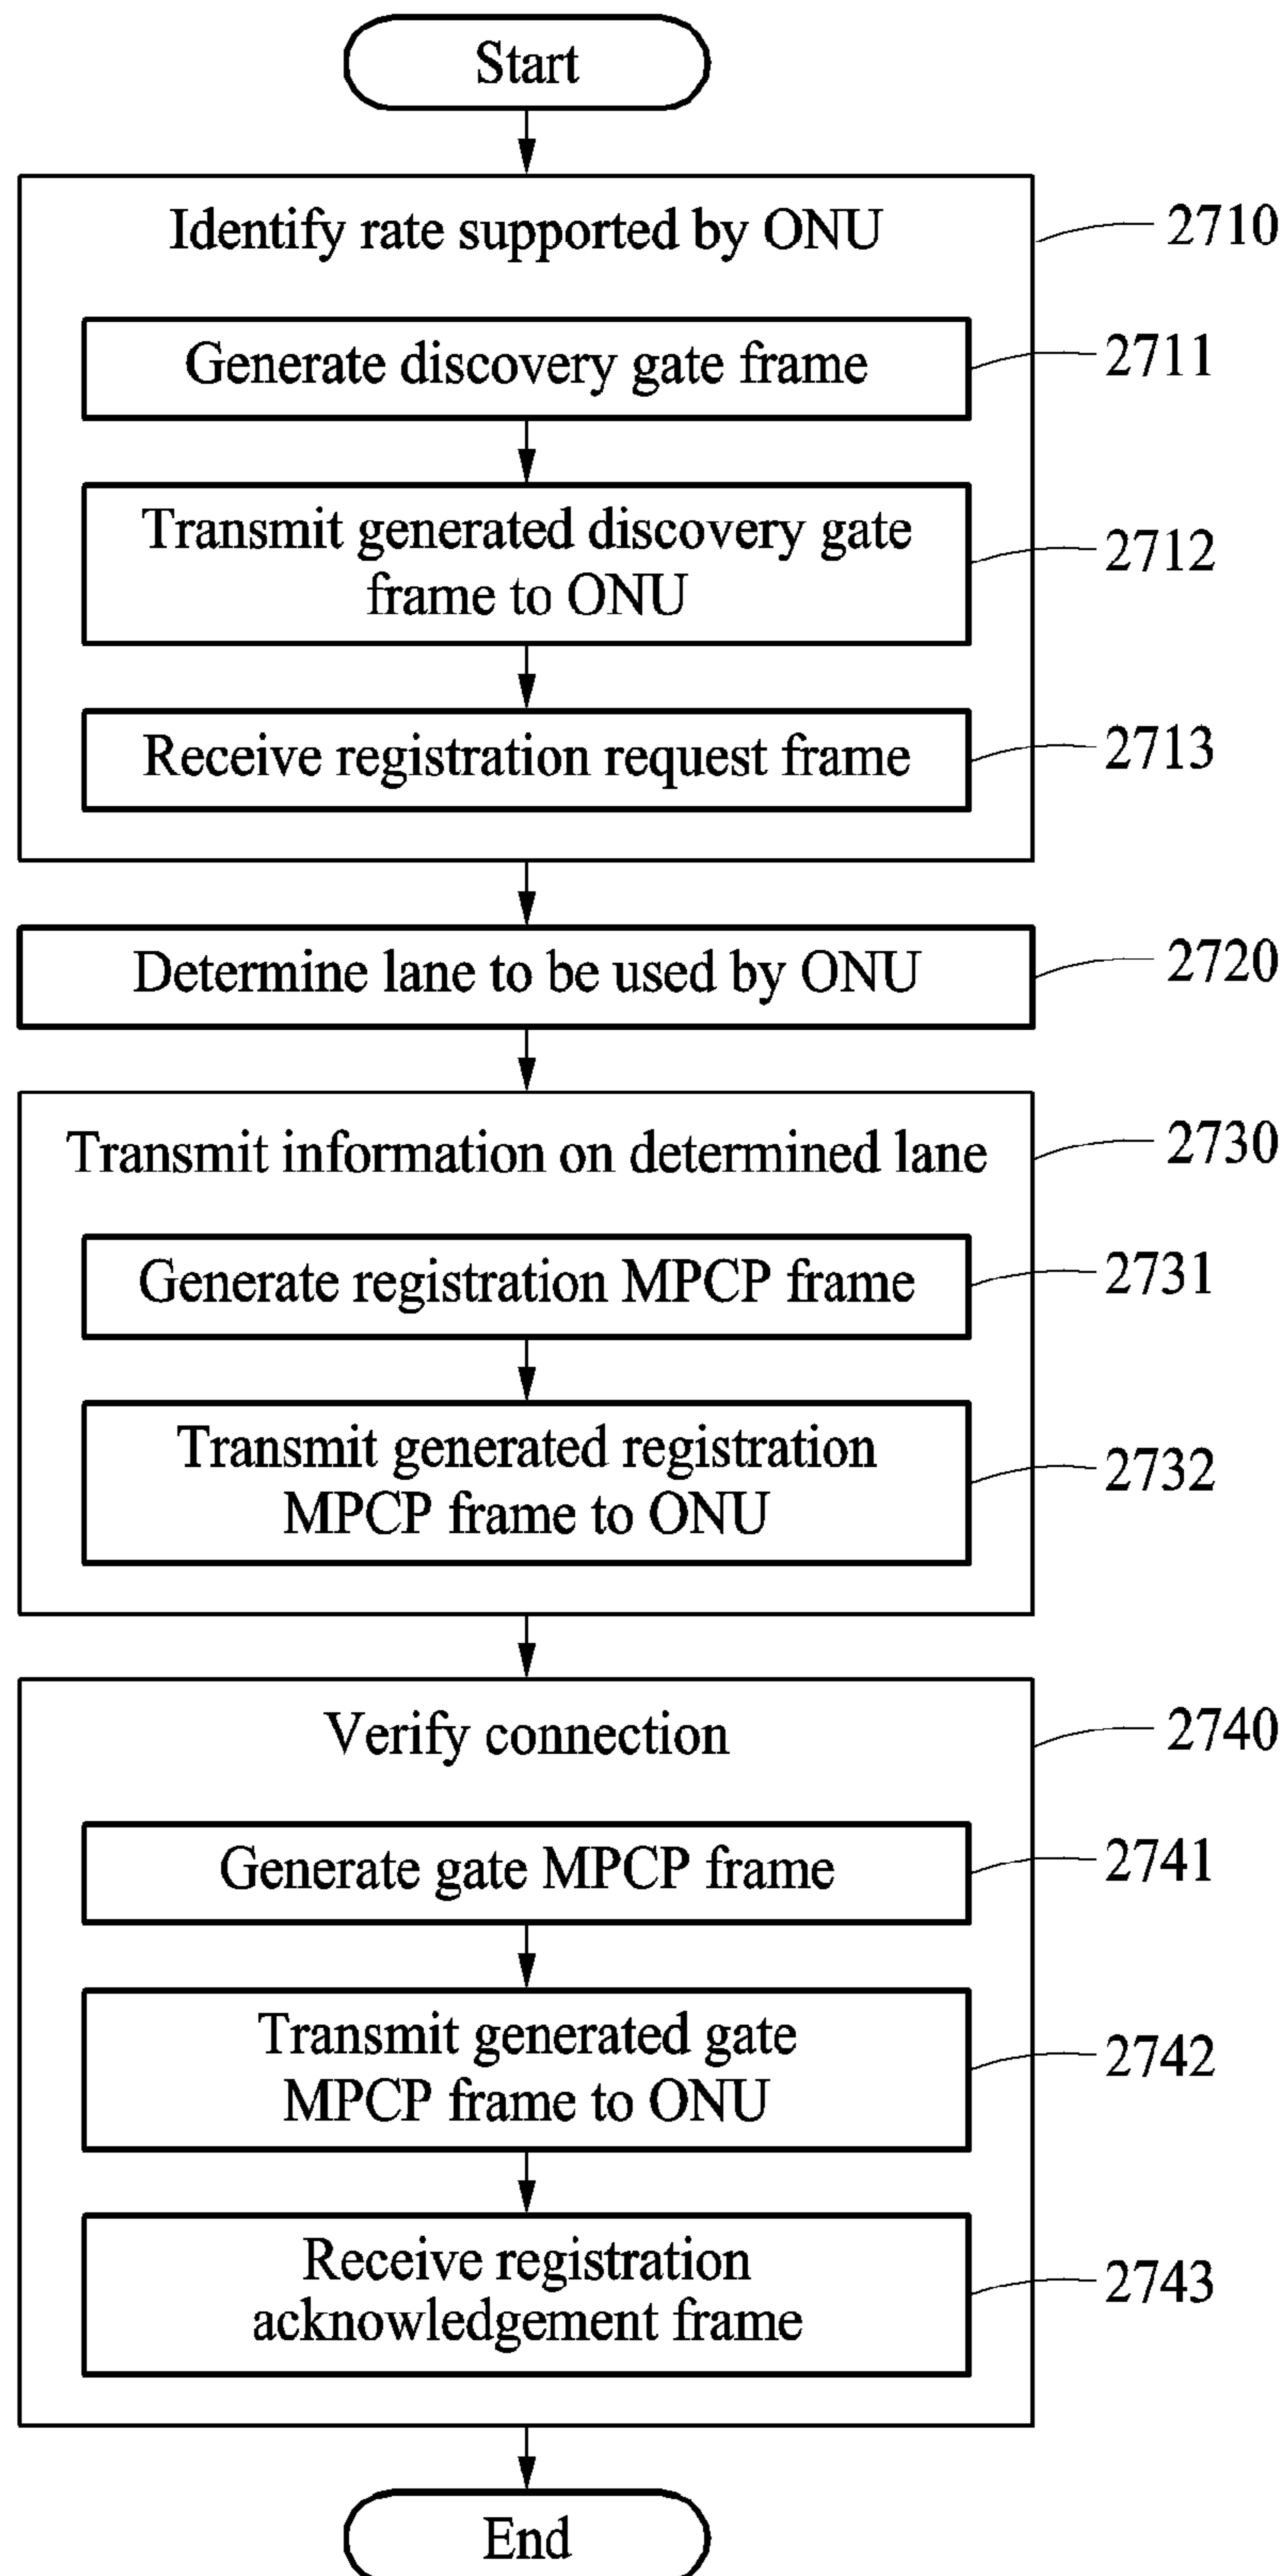 Start
Identify rate supported by ONU
2710
Generate discovery gate frame
2711
Transmit generated discovery gate
frame to ONU
2712
Receive registration request frame
2713
Determine lane to be used by ONU
2720
Transmit information on determined lane
2730
Generate registration MPCP frame
2731
Transmit generated registration
MPCP frame to ONU
2732
Verify connection
2740
Generate gate MPCP frame
2741
Transmit generated gate
MPCP frame to ONU
2742
Receive registration
acknowledgement frame
2743
End